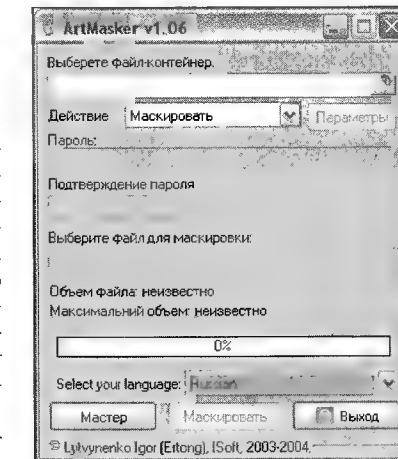 ArtMasker v1.06
Выберете файл-контейнер.
Действие Маскировать Параметры
Пароль:
Подтверждение пароля
Выберите файл для маскировки:
Объем файла: неизвестно
Максимальний объем: неизвестно
0%
Select your language: Russian
Мастер Маскировать Выход
© Lytvynenko Igor (Ertong), ISoft, 2003-2004.